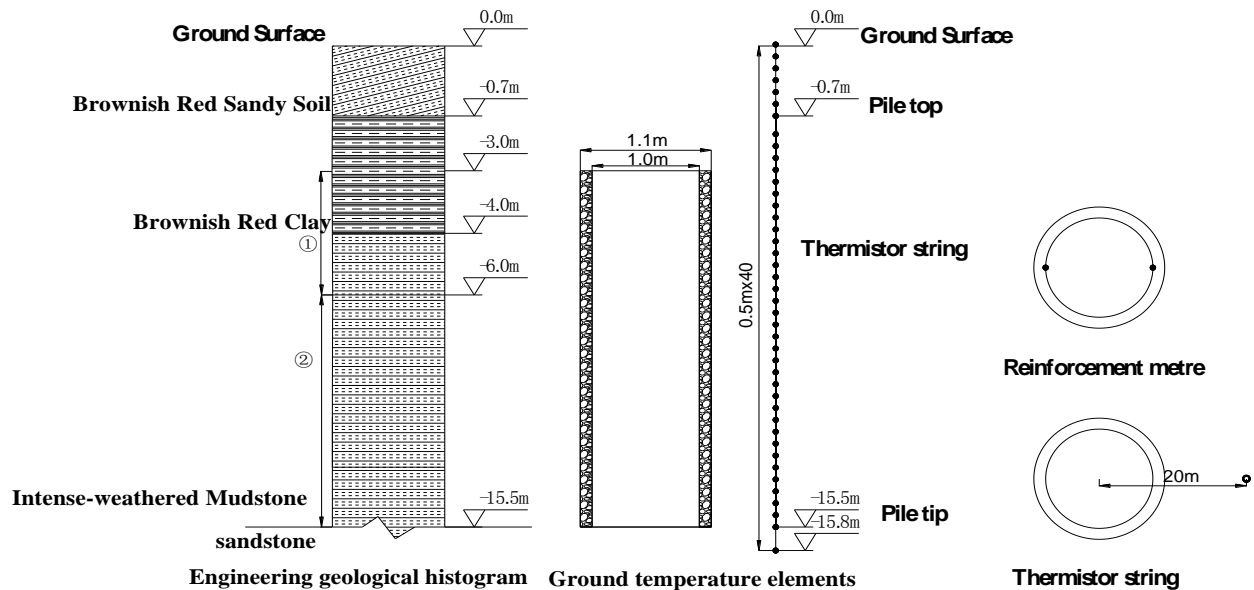 0.0m
0.0m
Ground Surface
Ground Surface
-0.7m
-0.7m
Brownish Red Sandy Soil
Pile top
1.1m
-3.0m
1.0m
-4.0m
Brownish Red Clay
①
Thermistor string
-6.0m
0.5mx40
②
Reinforcement metre
20m
Intense-weathered Mudstone
-15.5m
-15.5m
Pile tip
-15.8m
sandstone
Engineering geological histogram
Ground temperature elements
Thermistor string